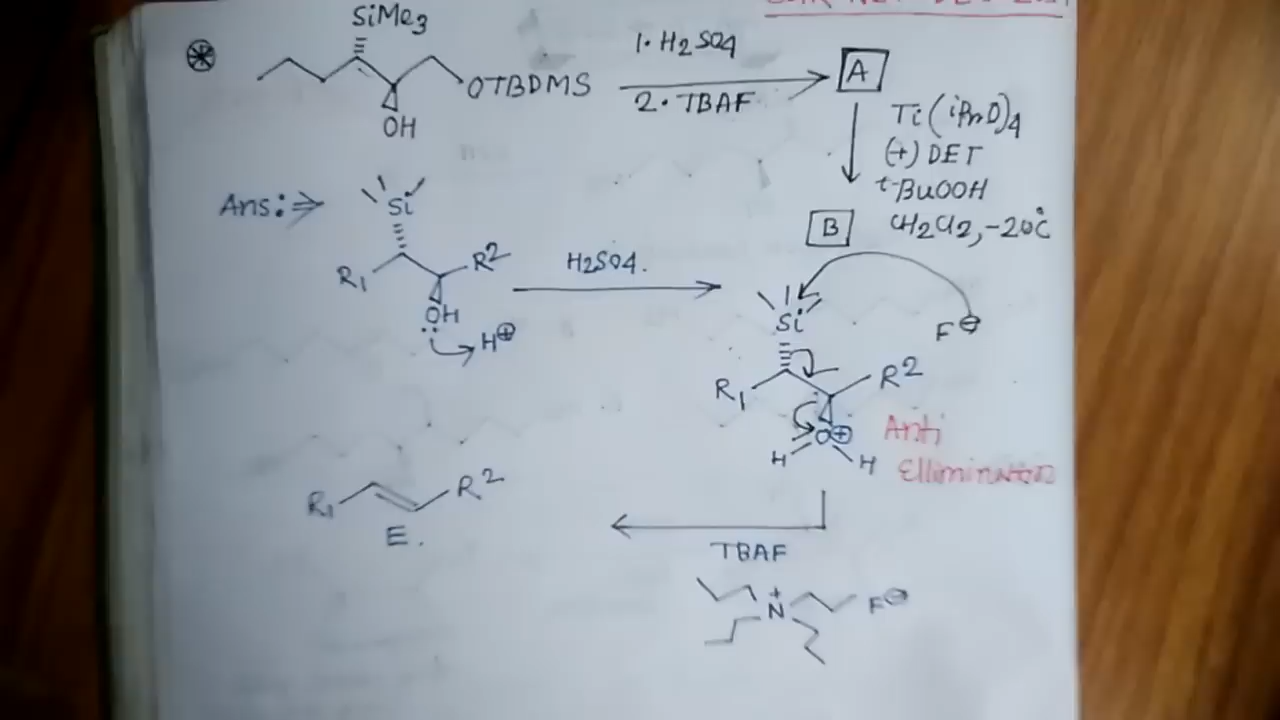 SiMe3
OTBDMS
OH
1. H2SO4
2. TBAF
A
Ti(iPrO)4
(+) DET
t-BuOOH
CH2Cl2, -20°C
B
Ans:⇒
Si
R1
R2
OH
H⊕
H2SO4.
Si
F⊖
R1
R2
O⊕
H
H
Anti
Ellimination
R1
R2
E.
TBAF
N+
F⊖